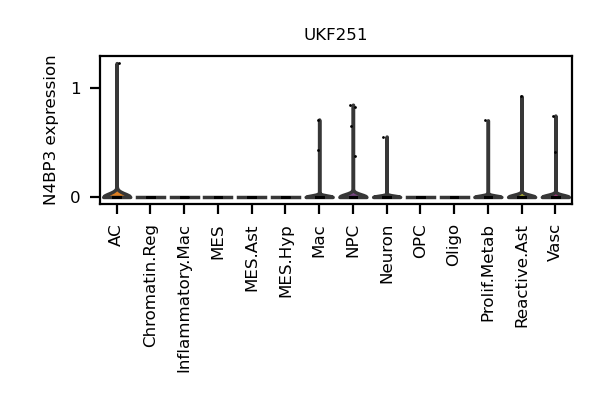 UKF251
N4BP3 expression
1
0
AC
Chromatin.Reg
Inflammatory.Mac
MES
MES.Ast
MES.Hyp
Mac
NPC
Neuron
OPC
Oligo
Prolif.Metab
Reactive.Ast
Vasc